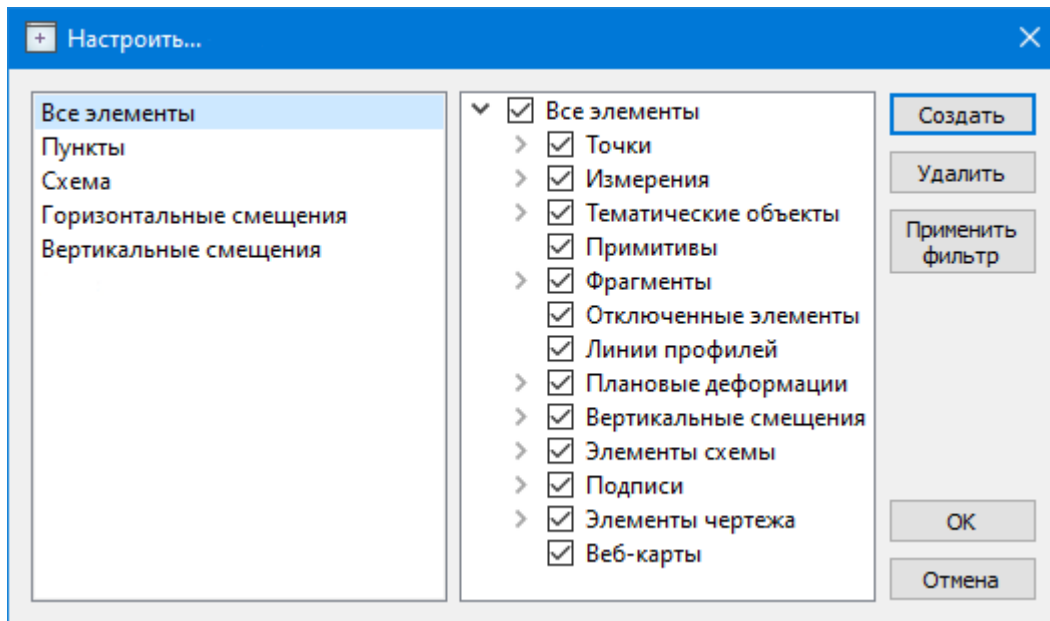 Настроить...
Все элементы
Пункты
Схема
Горизонтальные смещения
Вертикальные смещения
Все элементы
Точки
Измерения
Тематические объекты
Примитивы
Фрагменты
Отключенные элементы
Линии профилей
Плановые деформации
Вертикальные смещения
Элементы схемы
Подписи
Элементы чертежа
Веб-карты
Создать
Удалить
Применить
фильтр
ОК
Отмена